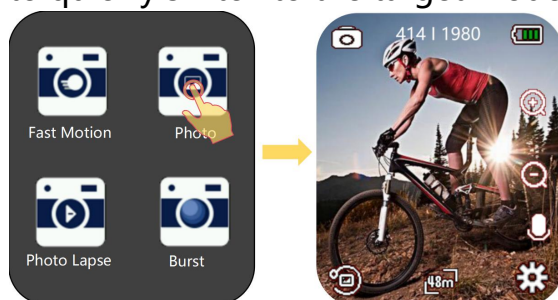 414 | 1980
Fast Motion
Photo
Photo Lapse
Burst
48m